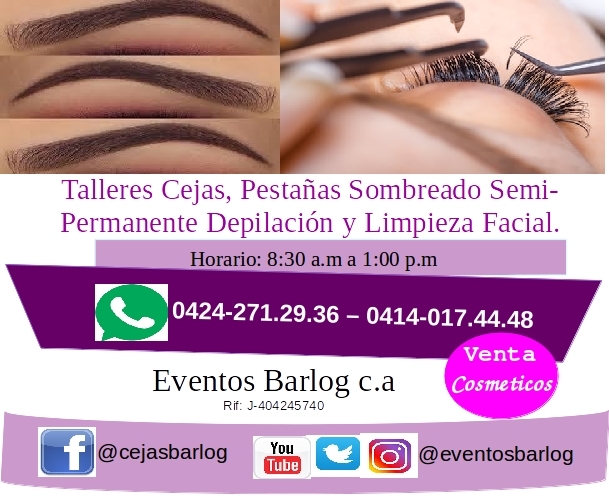 Talleres Cejas, Pestañas Sombreado Semi-
Permanente Depilación y Limpieza Facial.
Horario: 8:30 a.m a 1:00 p.m
0424-271.29.36 – 0414-017.44.48
Venta
Cosmeticos
Eventos Barlog c.a
Rif: J-404245740
@cejasbarlog
You
Tube
@eventosbarlog